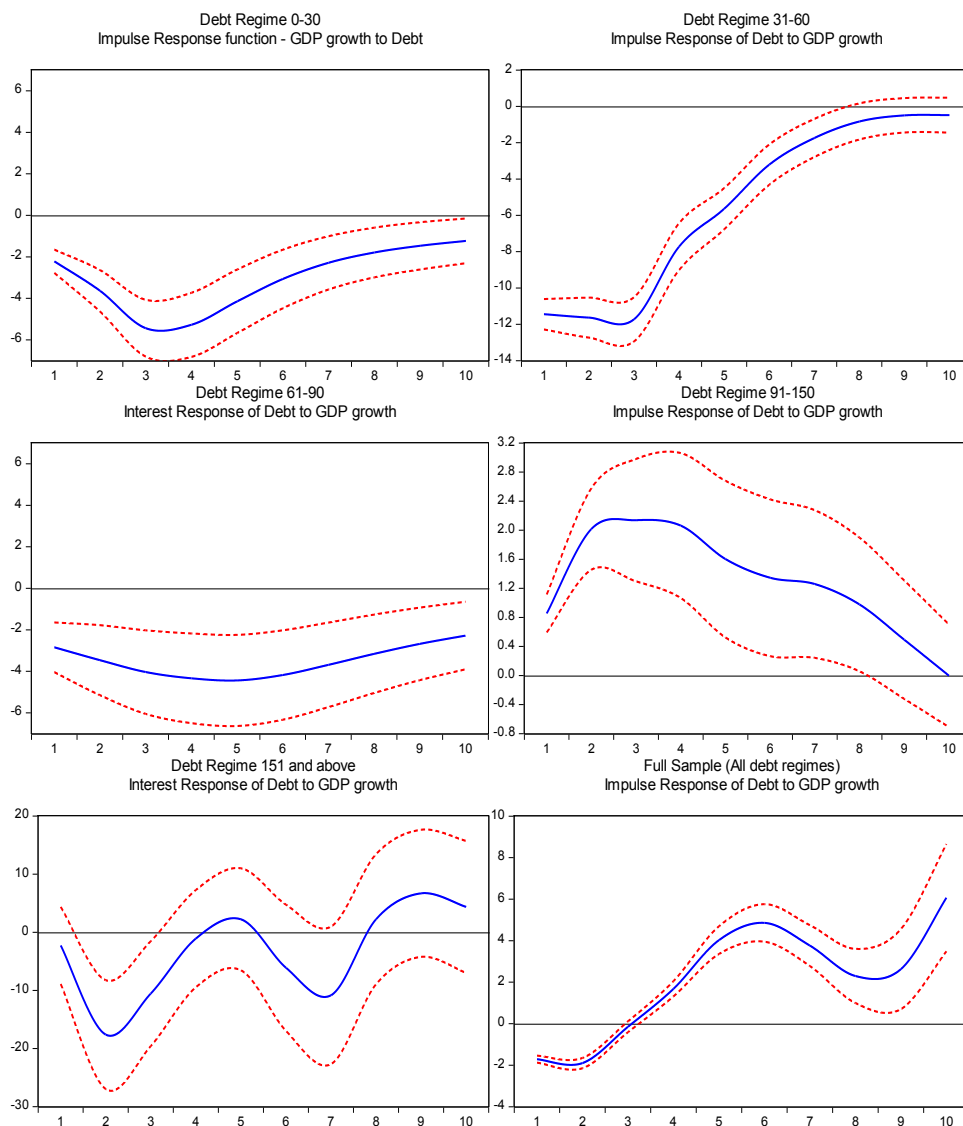 Debt Regime 0-30
Impulse Response function - GDP growth to Debt
6
4
2
0
-2
-4
-6
1 2 3 4 5 6 7 8 9 10
Debt Regime 31-60
Impulse Response of Debt to GDP growth
2
0
-2
-4
-6
-8
-10
-12
-14
1 2 3 4 5 6 7 8 9 10
Debt Regime 61-90
Interest Response of Debt to GDP growth
6
4
2
0
-2
-4
-6
1 2 3 4 5 6 7 8 9 10
Debt Regime 91-150
Impulse Response of Debt to GDP growth
3.2
2.8
2.4
2.0
1.6
1.2
0.8
0.4
0.0
-0.4
-0.8
1 2 3 4 5 6 7 8 9 10
Debt Regime 151 and above
Interest Response of Debt to GDP growth
20
10
0
-10
-20
-30
1 2 3 4 5 6 7 8 9 10
Full Sample (All debt regimes)
Impulse Response of Debt to GDP growth
10
8
6
4
2
0
-2
-4
1 2 3 4 5 6 7 8 9 10